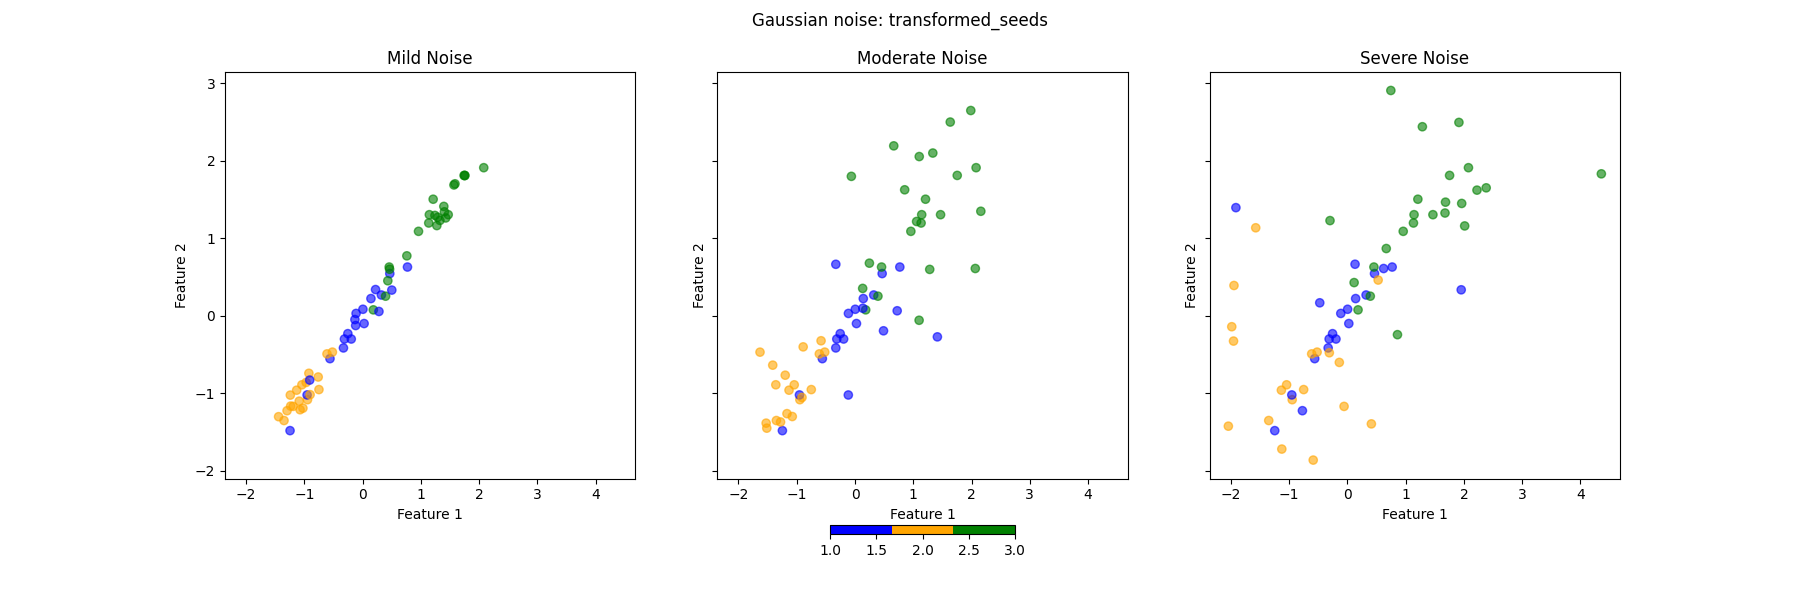 Gaussian noise: transformed_seeds
Mild Noise
Moderate Noise
Severe Noise
3
2
1
0
−1
−2
Feature 2
−2 −1 0 1 2 3 4
Feature 1
Feature 2
−2 −1 0 1 2 3 4
Feature 1
Feature 2
−2 −1 0 1 2 3 4
Feature 1
1.0 1.5 2.0 2.5 3.0